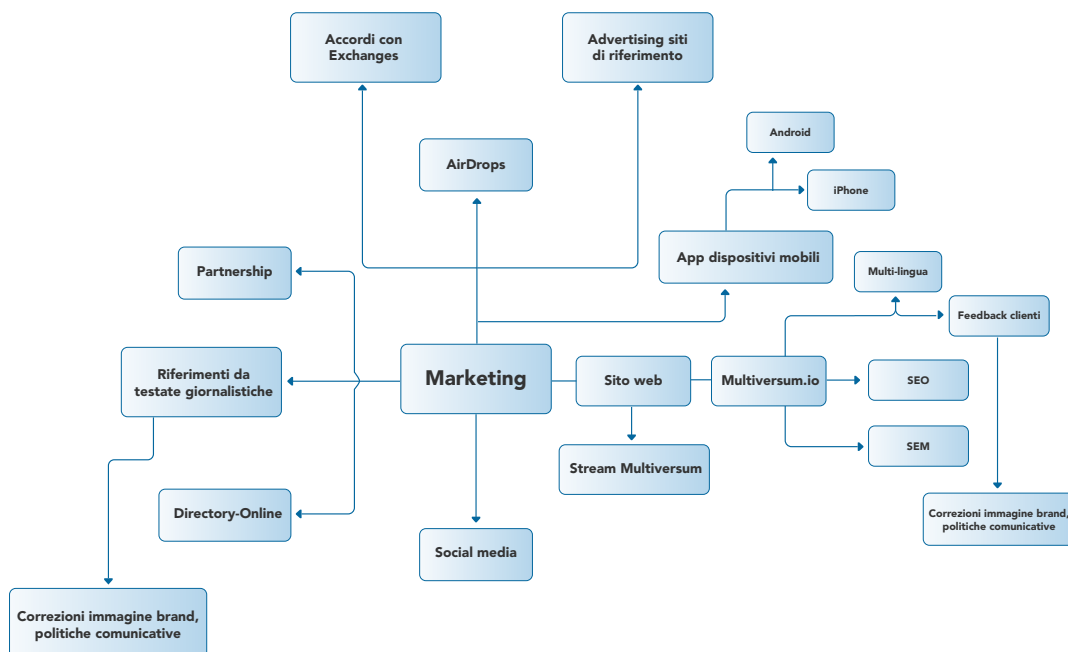 Accordi con
Exchanges
Advertising siti
di riferimento
Android
AirDrops
iPhone
App dispositivi mobili
Partnership
Multi-lingua
Feedback clienti
Riferimenti da
testate giornalistiche
Marketing
Sito web
Multiversum.io
SEO
SEM
Stream Multiversum
Directory-Online
Correzioni immagine brand,
politiche comunicative
Social media
Correzioni immagine brand,
politiche comunicative